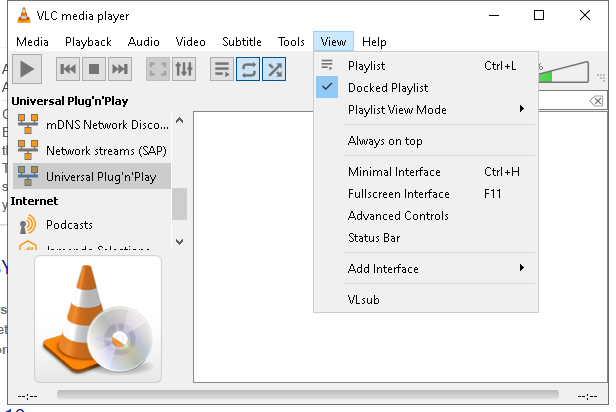 VLC media player
Media Playback Audio Video Subtitle Tools View Help
%
Universal Plug'n'Play
mDNS Network Disco...
Network streams (SAP)
Universal Plug'n'Play
Internet
Podcasts
Jamendo Selections
Playlist Ctrl+L
Docked Playlist
Playlist View Mode
Always on top
Minimal Interface Ctrl+H
Fullscreen Interface F11
Advanced Controls
Status Bar
Add Interface
VLsub
--:-- --:--